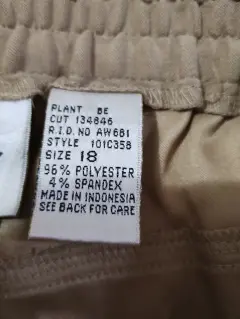 PLANT BE
CUT 134846
R.I.D. NO AW681
STYLE 101C358
SIZE 18
96% POLYESTER
4% SPANDEX
MADE IN INDONESIA
SEE BACK FOR CARE